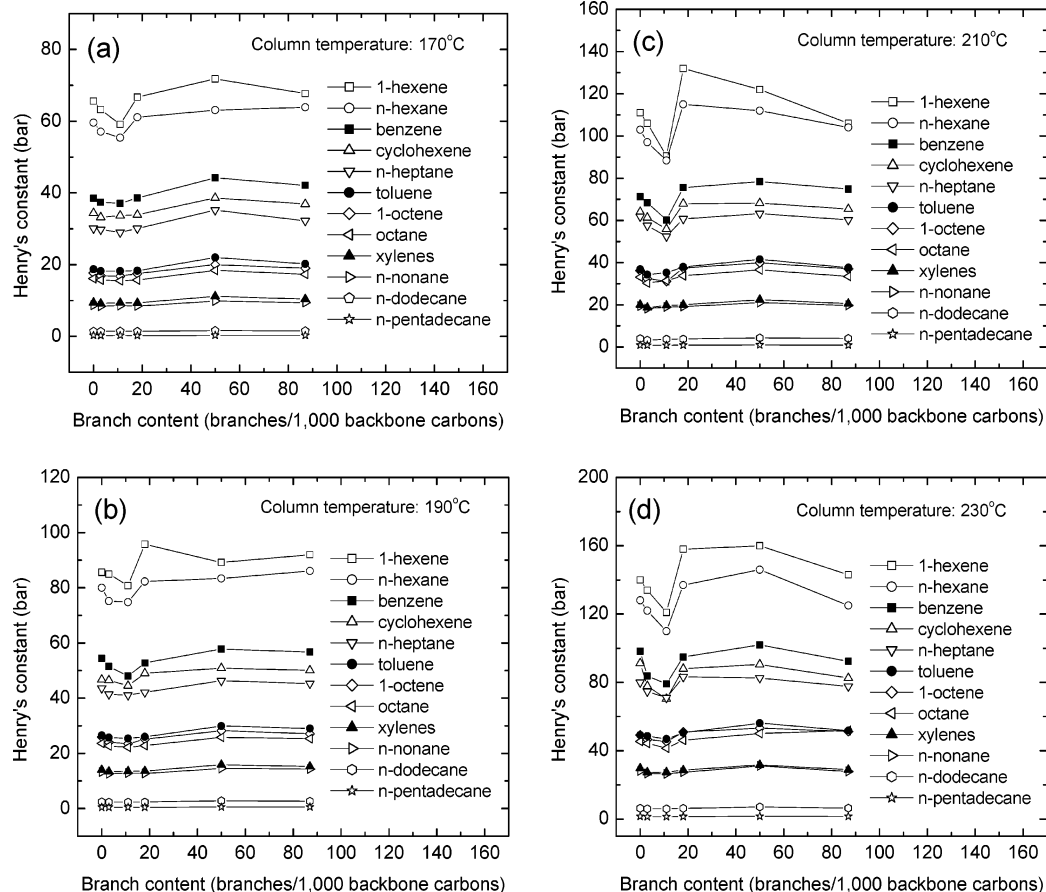 (a)
Column temperature: 170°C
Henry's constant (bar)
80
60
40
20
0
1-hexene
n-hexane
benzene
cyclohexene
n-heptane
toluene
1-octene
octane
xylenes
n-nonane
n-dodecane
n-pentadecane
0 20 40 60 80 100 120 140 160
Branch content (branches/1,000 backbone carbons)
(c)
Column temperature: 210°C
Henry's constant (bar)
160
140
120
100
80
60
40
20
0
1-hexene
n-hexane
benzene
cyclohexene
n-heptane
toluene
1-octene
octane
xylenes
n-nonane
n-dodecane
n-pentadecane
0 20 40 60 80 100 120 140 160
Branch content (branches/1,000 backbone carbons)
(b)
Column temperature: 190°C
Henry's constant (bar)
120
100
80
60
40
20
0
1-hexene
n-hexane
benzene
cyclohexene
n-heptane
toluene
1-octene
octane
xylenes
n-nonane
n-dodecane
n-pentadecane
0 20 40 60 80 100 120 140 160
Branch content (branches/1,000 backbone carbons)
(d)
Column temperature: 230°C
Henry's constant (bar)
200
160
120
80
40
0
1-hexene
n-hexane
benzene
cyclohexene
n-heptane
toluene
1-octene
octane
xylenes
n-nonane
n-dodecane
n-pentadecane
0 20 40 60 80 100 120 140 160
Branch content (branches/1,000 backbone carbons)